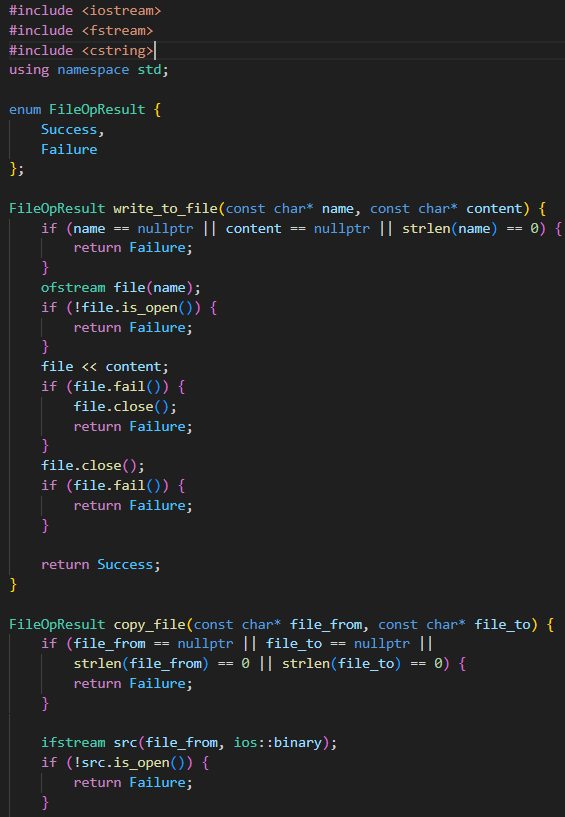 #include <iostream>
#include <fstream>
#include <cstring>
using namespace std;

enum FileOpResult {
    Success,
    Failure
};

FileOpResult write_to_file(const char* name, const char* content) {
    if (name == nullptr || content == nullptr || strlen(name) == 0) {
        return Failure;
    }
    ofstream file(name);
    if (!file.is_open()) {
        return Failure;
    }
    file << content;
    if (file.fail()) {
        file.close();
        return Failure;
    }
    file.close();
    if (file.fail()) {
        return Failure;
    }

    return Success;
}

FileOpResult copy_file(const char* file_from, const char* file_to) {
    if (file_from == nullptr || file_to == nullptr ||
        strlen(file_from) == 0 || strlen(file_to) == 0) {
        return Failure;
    }

    ifstream src(file_from, ios::binary);
    if (!src.is_open()) {
        return Failure;
    }